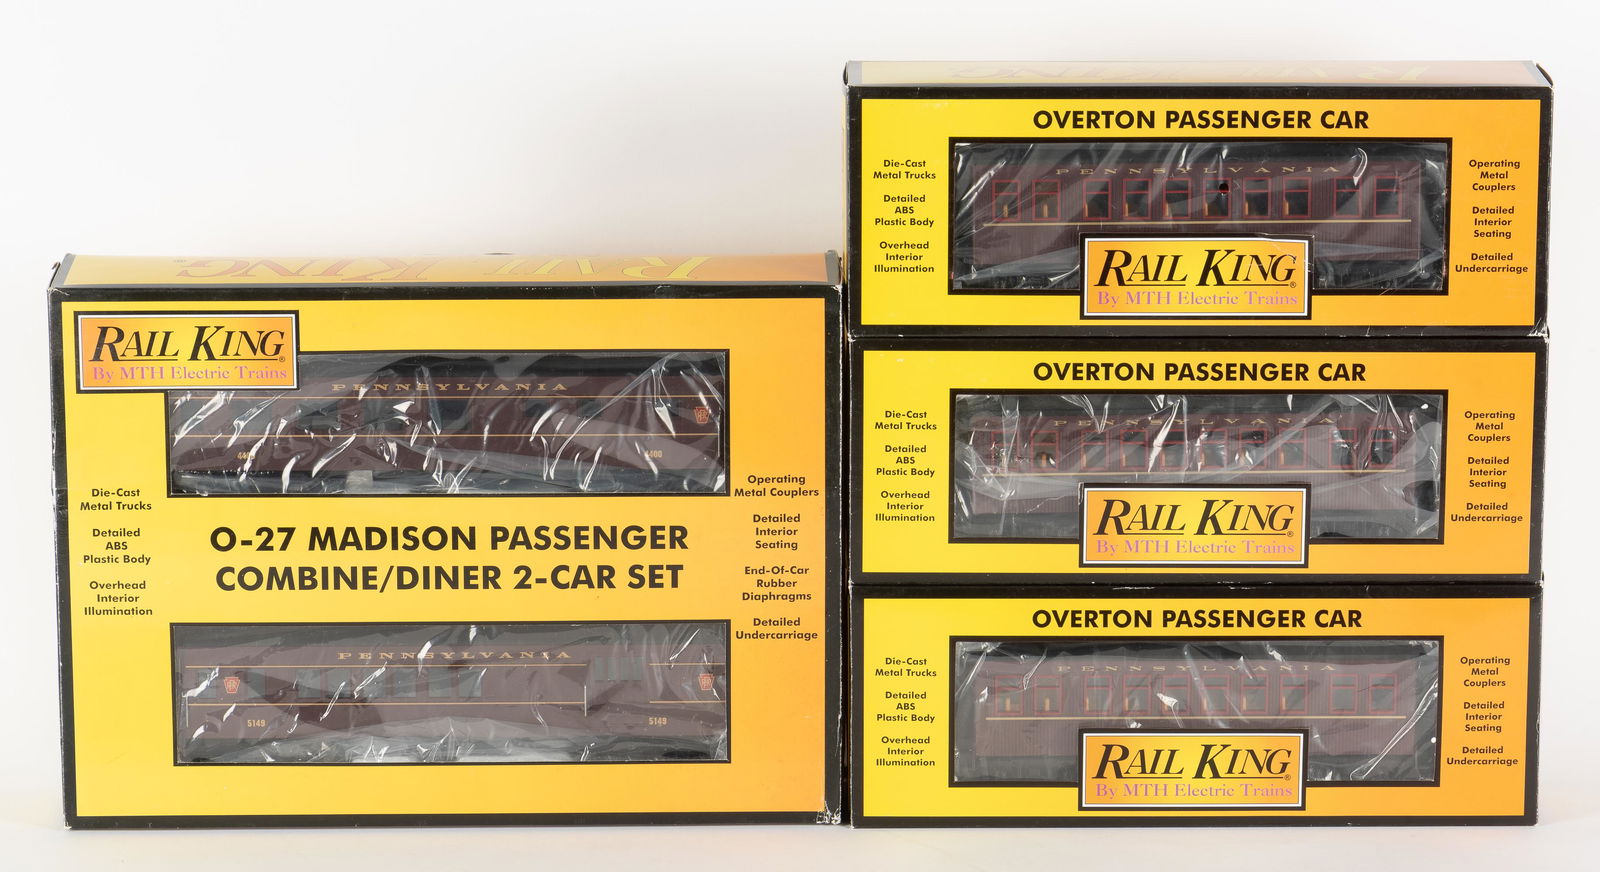 RAIL KING®
RAIL KING®
By MTH Electric Trains
PENNSYLVANIA
4400
Die-Cast
Metal Trucks
Detailed
ABS
Plastic Body
Overhead
Interior
Illumination
O-27 MADISON PASSENGER
COMBINE/DINER 2-CAR SET
Operating
Metal Couplers
Detailed
Interior
Seating
End-Of-Car
Rubber
Diaphragms
Detailed
Undercarriage
PENNSYLVANIA
5149
5149
RAIL KING
OVERTON PASSENGER CAR
Die-Cast
Metal Trucks
Detailed
ABS
Plastic Body
Overhead
Interior
Illumination
PENNSYLVANIA
Operating
Metal
Couplers
Detailed
Interior
Seating
Detailed
Undercarriage
RAIL KING®
By MTH Electric Trains
OVERTON PASSENGER CAR
Die-Cast
Metal Trucks
Detailed
ABS
Plastic Body
Overhead
Interior
Illumination
PENNSYLVANIA
Operating
Metal
Couplers
Detailed
Interior
Seating
Detailed
Undercarriage
RAIL KING®
By MTH Electric Trains
OVERTON PASSENGER CAR
Die-Cast
Metal Trucks
Detailed
ABS
Plastic Body
Overhead
Interior
Illumination
PENNSYLVANIA
Operating
Metal
Couplers
Detailed
Interior
Seating
Detailed
Undercarriage
RAIL KING®
By MTH Electric Trains